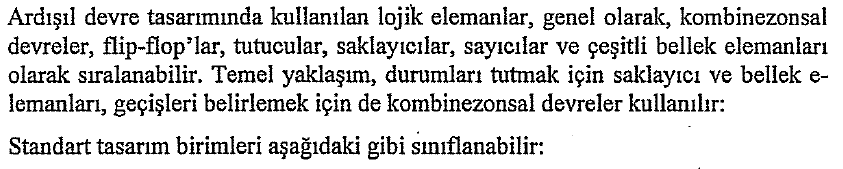 Ardışıl devre tasarımında kullanılan lojik elemanlar, genel olarak, kombinezonsal
devreler, flip-flop'lar, tutucular, saklayıcılar, sayıcılar ve çeşitli bellek elemanları
olarak sıralanabilir. Temel yaklaşım, durumları tutmak için saklayıcı ve bellek e-
lemanları, geçişleri belirlemek için de kombinezonsal devreler kullanılır:
Standart tasarım birimleri aşağıdaki gibi sınıflanabilir: